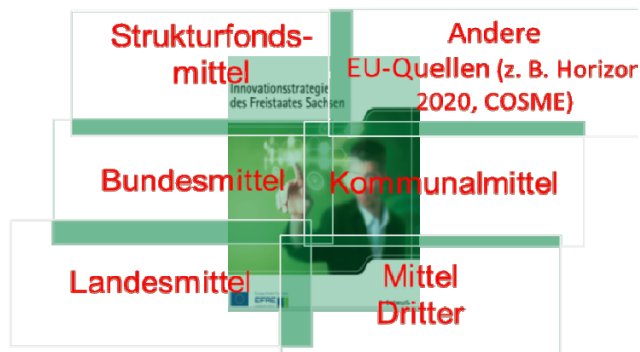 Strukturfonds-
mittel
Andere
EU-Quellen (z. B. Horizon
2020, COSME)
Innovationsstrategie
des Freistaates Sachsen
Bundesmittel
Kommunalmittel
Landesmittel
Mittel
Dritter
EFRE